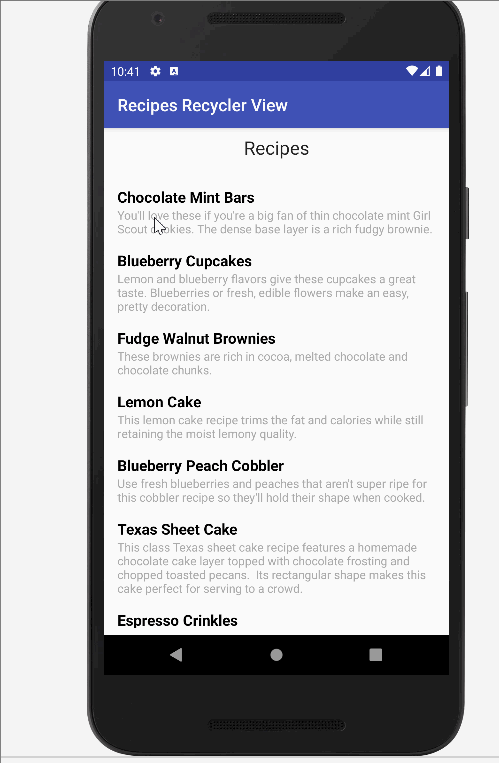 10:41
Recipes Recycler View
Recipes
Chocolate Mint Bars
You'll love these if you're a big fan of thin chocolate mint Girl
Scout cookies. The dense base layer is a rich fudgy brownie.
Blueberry Cupcakes
Lemon and blueberry flavors give these cupcakes a great
taste. Blueberries or fresh, edible flowers make an easy,
pretty decoration.
Fudge Walnut Brownies
These brownies are rich in cocoa, melted chocolate and
chocolate chunks.
Lemon Cake
This lemon cake recipe trims the fat and calories while still
retaining the moist lemony quality.
Blueberry Peach Cobbler
Use fresh blueberries and peaches that aren't super ripe for
this cobbler recipe so they'll hold their shape when cooked.
Texas Sheet Cake
This class Texas sheet cake recipe features a homemade
chocolate cake layer topped with chocolate frosting and
chopped toasted pecans.  Its rectangular shape makes this
cake perfect for serving to a crowd.
Espresso Crinkles